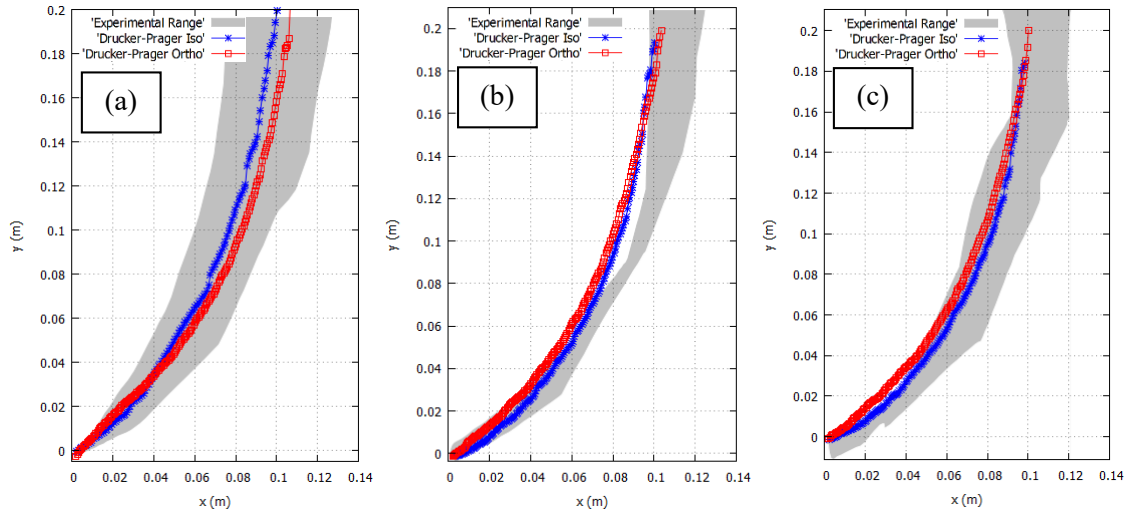 'Experimental Range'
'Drucker-Prager Iso'
'Drucker-Prager Ortho'
(a)
y (m)
0.2
0.18
0.16
0.14
0.12
0.1
0.08
0.06
0.04
0.02
0
0 0.02 0.04 0.06 0.08 0.1 0.12 0.14
x (m)
'Experimental Range'
'Drucker-Prager Iso'
'Drucker-Prager Ortho'
(b)
y (m)
0.2
0.18
0.16
0.14
0.12
0.1
0.08
0.06
0.04
0.02
0
0 0.02 0.04 0.06 0.08 0.1 0.12 0.14
x (m)
'Experimental Range'
'Drucker-Prager Iso'
'Drucker-Prager Ortho'
(c)
y (m)
0.2
0.18
0.16
0.14
0.12
0.1
0.08
0.06
0.04
0.02
0
0 0.02 0.04 0.06 0.08 0.1 0.12 0.14
x (m)